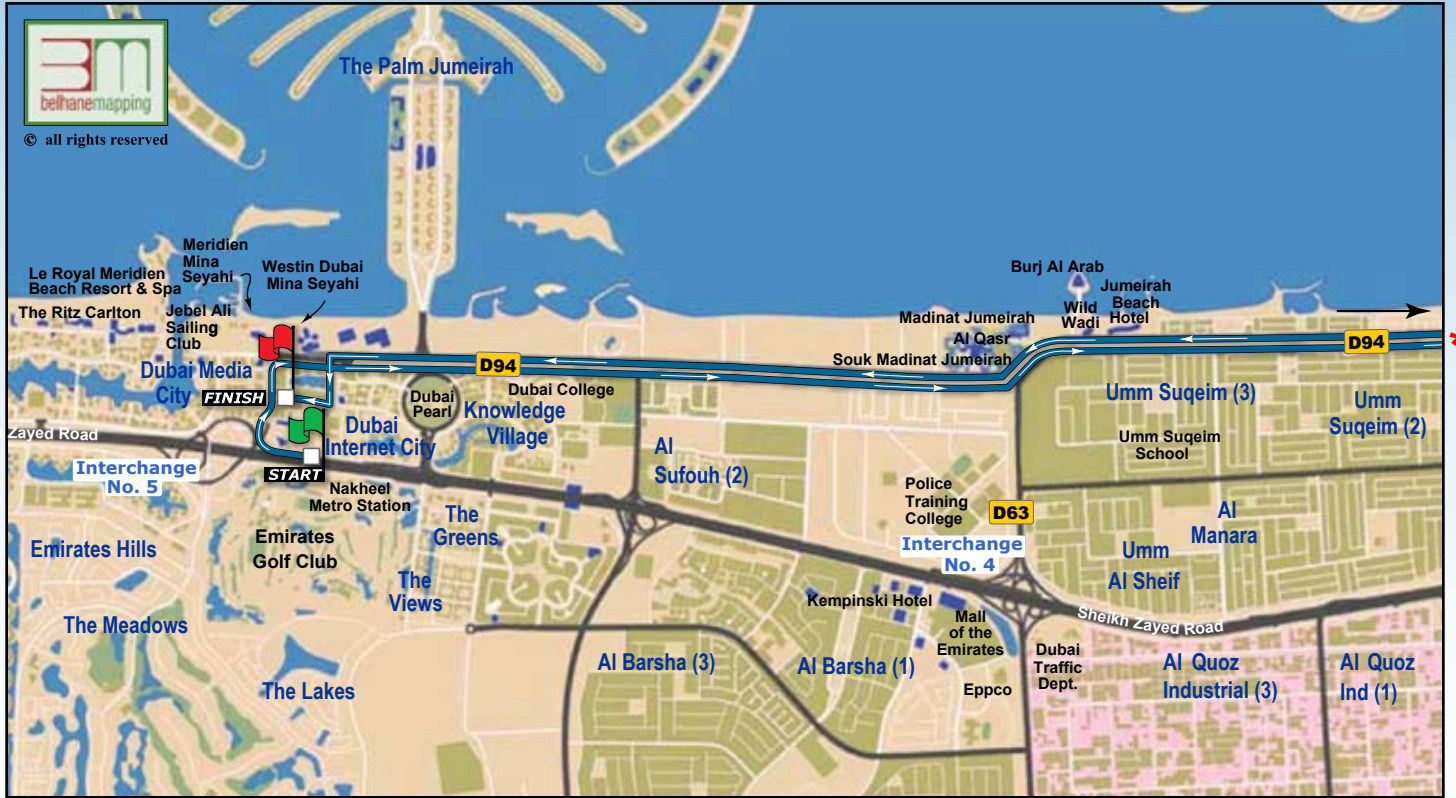 3M
belhanemapping
© all rights reserved
The Palm Jumeirah
Meridien
Mina
Seyahi
Westin Dubai
Mina Seyahi
Le Royal Meridien
Beach Resort & Spa
The Ritz Carlton
Jebel Ali
Sailing
Club
Burj Al Arab
Jumeirah
Beach
Hotel
Wild
Wadi
Madinat Jumeirah
Al Qasr
Souk Madinat Jumeirah
D94
D94
Dubai Media
City
FINISH
START
Dubai
Pearl
Dubai College
Knowledge
Village
Dubai
Internet City
Umm Suqeim (3)
Umm
Suqeim (2)
Umm Suqeim
School
Zayed Road
Interchange
No. 5
Nakheel
Metro Station
Al
Sufouh (2)
Police
Training
College
D63
Interchange
No. 4
Al
Manara
Umm
Al Sheif
Emirates Hills
Emirates
Golf Club
The
Greens
The
Views
The Meadows
The Lakes
Kempinski Hotel
Mall
of the
Emirates
Sheikh Zayed Road
Al Barsha (3)
Al Barsha (1)
Eppco
Dubai
Traffic
Dept.
Al Quoz
Industrial (3)
Al Quoz
Ind (1)